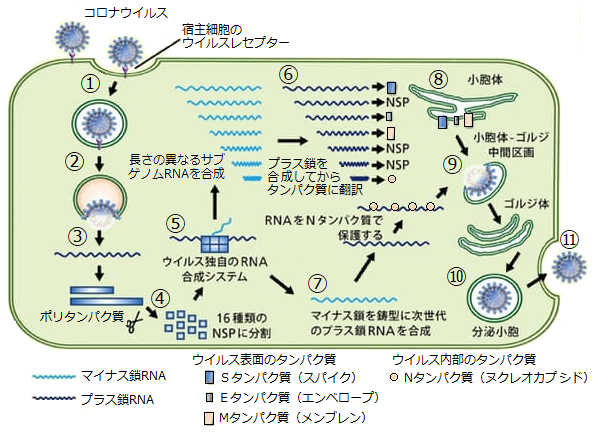 コロナウイルス
宿主細胞の
ウイルスレセプター
①
②
③
ポリタンパク質
④
16種類の
NSPに分割
⑤
ウイルス独自のRNA
合成システム
長さの異なるサブ
ゲノムRNAを合成
⑥
プラス鎖を
合成してから
タンパク質に翻訳
S
NSP
E
M
NSP
NSP
⑦
マイナス鎖を鋳型に次世代
のプラス鎖RNAを合成
RNAをNタンパク質で
保護する
⑧
小胞体
S
E
M
小胞体-ゴルジ
中間区画
⑨
ゴルジ体
⑩
分泌小胞
⑪
マイナス鎖RNA
プラス鎖RNA
ウイルス表面のタンパク質
Sタンパク質（スパイク）
Eタンパク質（エンベロープ）
Mタンパク質（メンブレン）
ウイルス内部のタンパク質
Nタンパク質（ヌクレオカプシド）